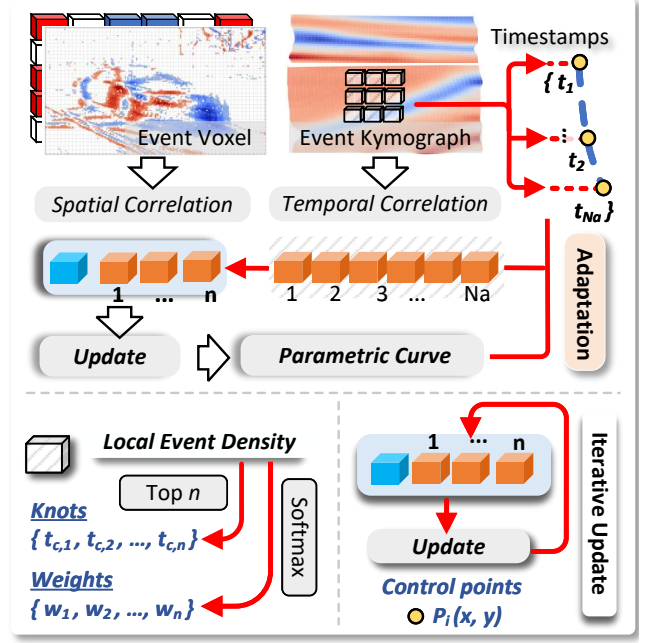 Timestamps
{ t1
⋮
t2
tNa }
Event Voxel
Event Kymograph
Spatial Correlation
Temporal Correlation
1 ... n
1 2 3 ... Na
Adaptation
Update
Parametric Curve
Local Event Density
Top n
Softmax
Knots
{ tc,1 , tc,2 , ..., tc,n }
Weights
{ w1 , w2 , ..., wn }
1 ... n
Update
Control points
Pi (x, y)
Iterative Update